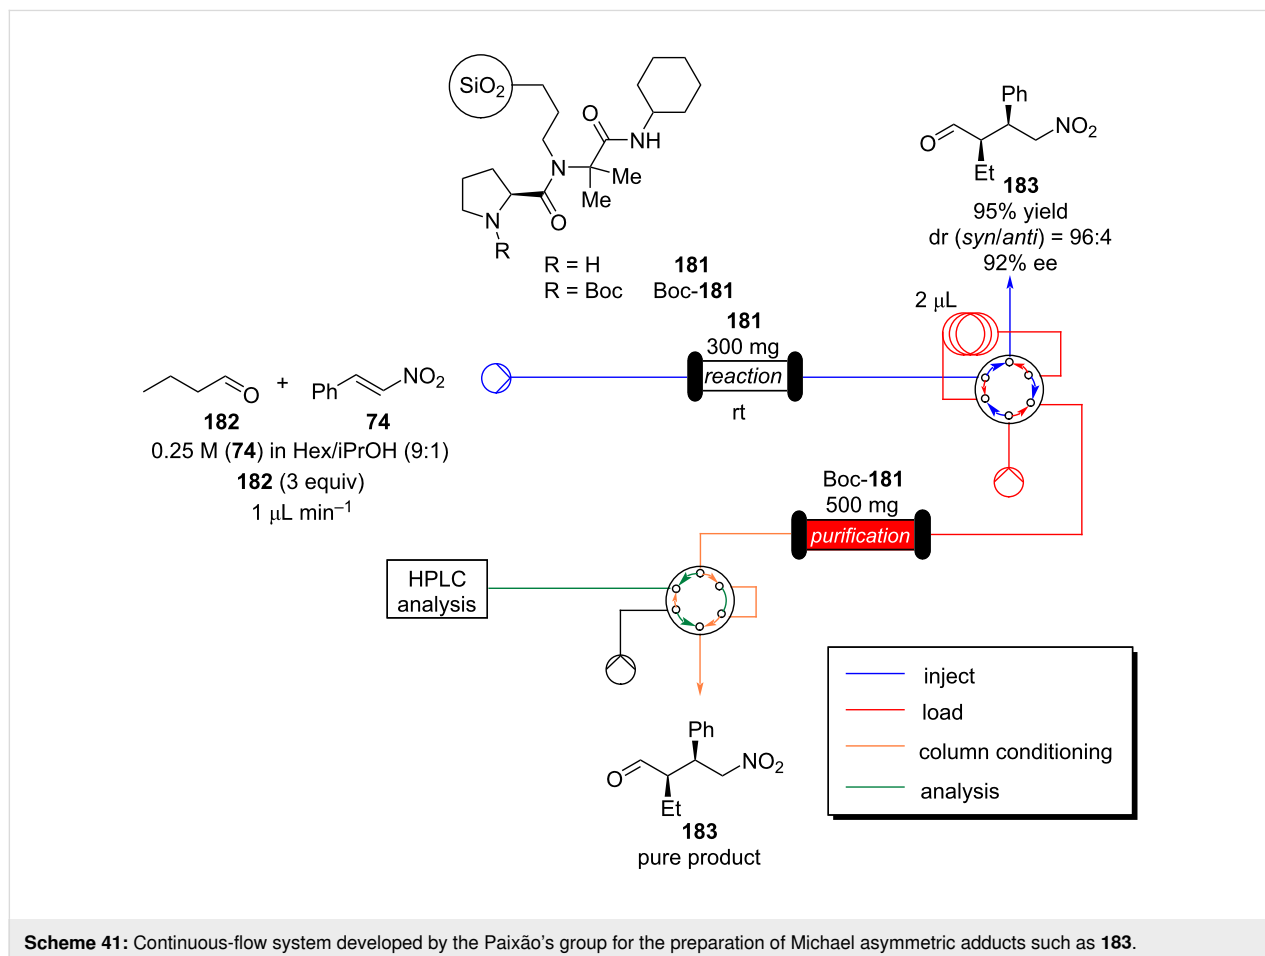 SiO2
O
NH
N
Me
Me
O
N
R
R = H 181
R = Boc Boc-181
Ph
O
NO2
Et
183
95% yield
dr (syn/anti) = 96:4
92% ee
2 μL
181
300 mg
reaction
rt
O
+
Ph
NO2
182 74
0.25 M (74) in Hex/iPrOH (9:1)
182 (3 equiv)
1 μL min–1
Boc-181
500 mg
purification
HPLC
analysis
inject
load
column conditioning
analysis
Ph
O
NO2
Et
183
pure product
Scheme 41: Continuous-flow system developed by the Paixão’s group for the preparation of Michael asymmetric adducts such as 183.